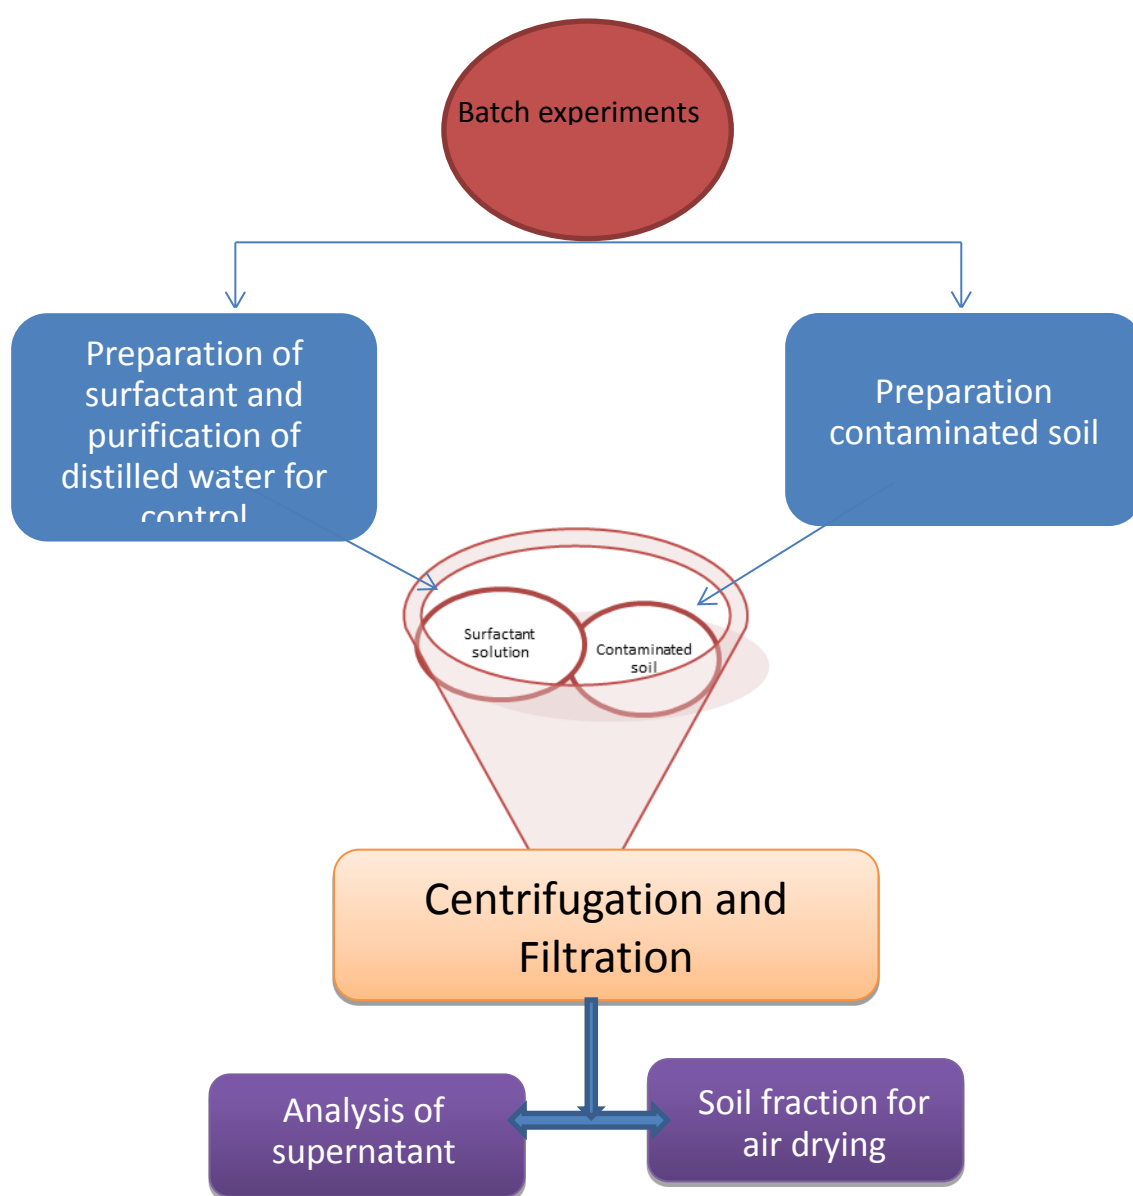 Batch experiments
Preparation of
surfactant and
purification of
distilled water for
control
Preparation
contaminated soil
Surfactant
solution
Contaminated
soil
Centrifugation and
Filtration
Analysis of
supernatant
Soil fraction for
air drying